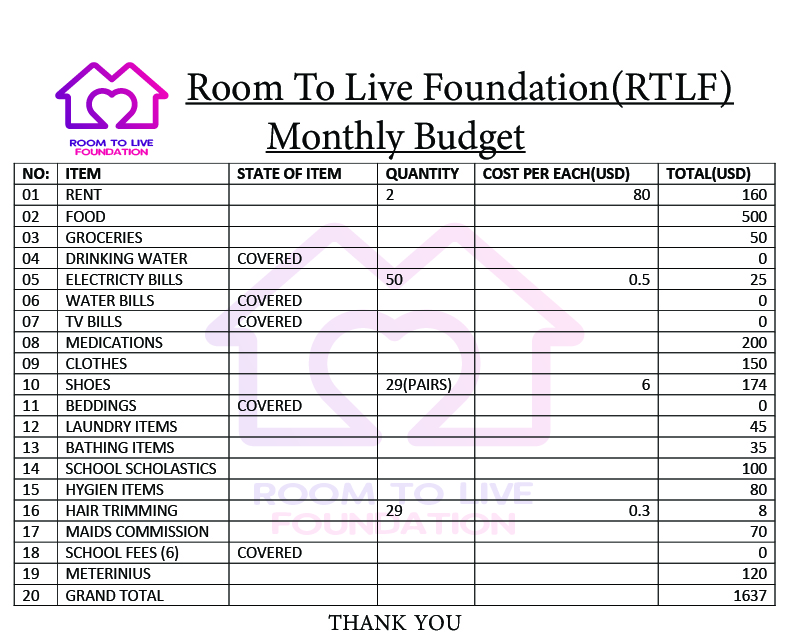 ROOM TO LIVE
FOUNDATION
Room To Live Foundation(RTLF)
Monthly Budget
NO: ITEM STATE OF ITEM QUANTITY COST PER EACH(USD) TOTAL(USD)
01 RENT 2 80 160
02 FOOD 500
03 GROCERIES 50
04 DRINKING WATER COVERED 0
05 ELECTRICTY BILLS 50 0.5 25
06 WATER BILLS COVERED 0
07 TV BILLS COVERED 0
08 MEDICATIONS 200
09 CLOTHES 150
10 SHOES 29(PAIRS) 6 174
11 BEDDINGS COVERED 0
12 LAUNDRY ITEMS 45
13 BATHING ITEMS 35
14 SCHOOL SCHOLASTICS 100
15 HYGIEN ITEMS 80
16 HAIR TRIMMING 29 0.3 8
17 MAIDS COMMISSION 70
18 SCHOOL FEES (6) COVERED 0
19 METERINIUS 120
20 GRAND TOTAL 1637
ROOM TO LIVE
FOUNDATION
THANK YOU